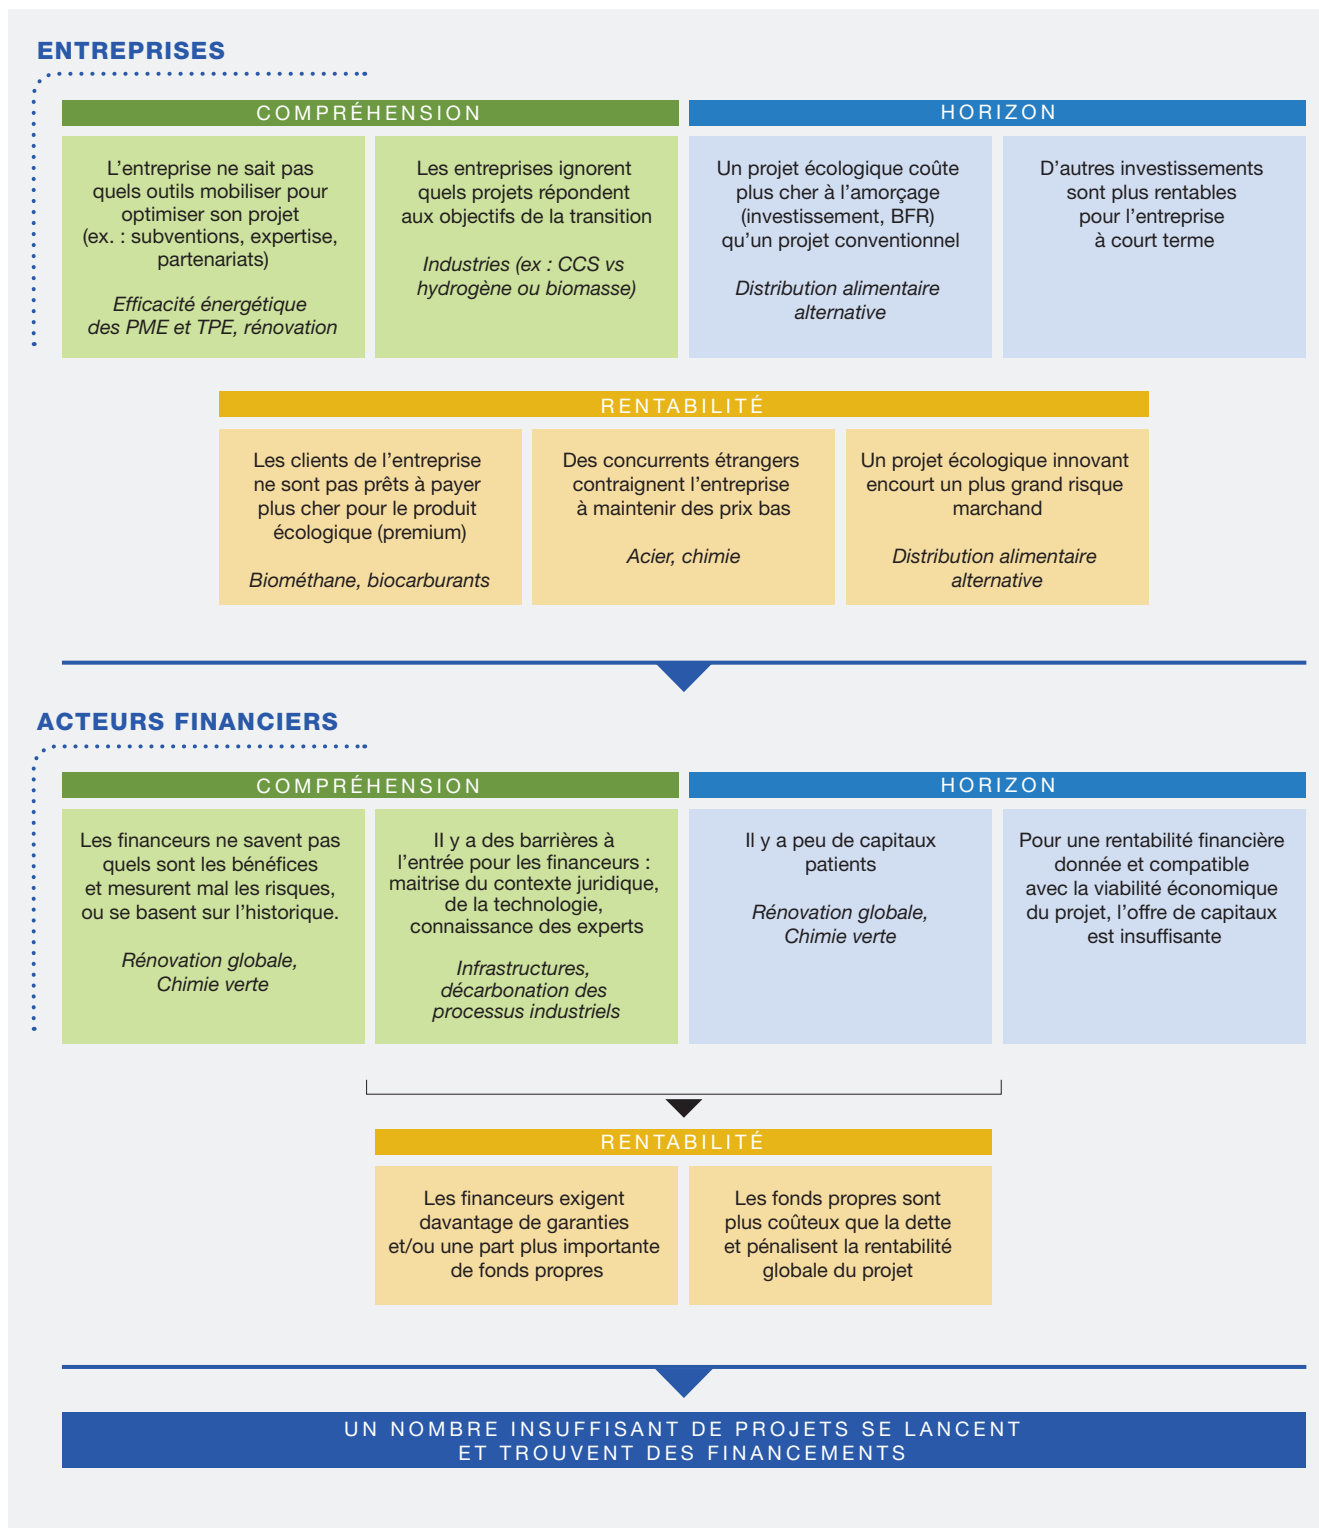 ENTREPRISES
COMPRÉHENSION
L’entreprise ne sait pas
quels outils mobiliser pour
optimiser son projet
(ex. : subventions, expertise,
partenariats)
Efficacité énergétique
des PME et TPE, rénovation
Les entreprises ignorent
quels projets répondent
aux objectifs de la transition
Industries (ex : CCS vs
hydrogène ou biomasse)
HORIZON
Un projet écologique coûte
plus cher à l’amorçage
(investissement, BFR)
qu’un projet conventionnel
Distribution alimentaire
alternative
D’autres investissements
sont plus rentables
pour l’entreprise
à court terme
RENTABILITÉ
Les clients de l’entreprise
ne sont pas prêts à payer
plus cher pour le produit
écologique (premium)
Biométhane, biocarburants
Des concurrents étrangers
contraignent l’entreprise
à maintenir des prix bas
Acier, chimie
Un projet écologique innovant
encourt un plus grand risque
marchand
Distribution alimentaire
alternative
ACTEURS FINANCIERS
COMPRÉHENSION
Les financeurs ne savent pas
quels sont les bénéfices
et mesurent mal les risques,
ou se basent sur l’historique.
Rénovation globale,
Chimie verte
Il y a des barrières à
l’entrée pour les financeurs :
maitrise du contexte juridique,
de la technologie,
connaissance des experts
Infrastructures,
décarbonation des
processus industriels
HORIZON
Il y a peu de capitaux
patients
Rénovation globale,
Chimie verte
Pour une rentabilité financière
donnée et compatible
avec la viabilité économique
du projet, l’offre de capitaux
est insuffisante
RENTABILITÉ
Les financeurs exigent
davantage de garanties
et/ou une part plus importante
de fonds propres
Les fonds propres sont
plus coûteux que la dette
et pénalisent la rentabilité
globale du projet
UN NOMBRE INSUFFISANT DE PROJETS SE LANCENT
ET TROUVENT DES FINANCEMENTS